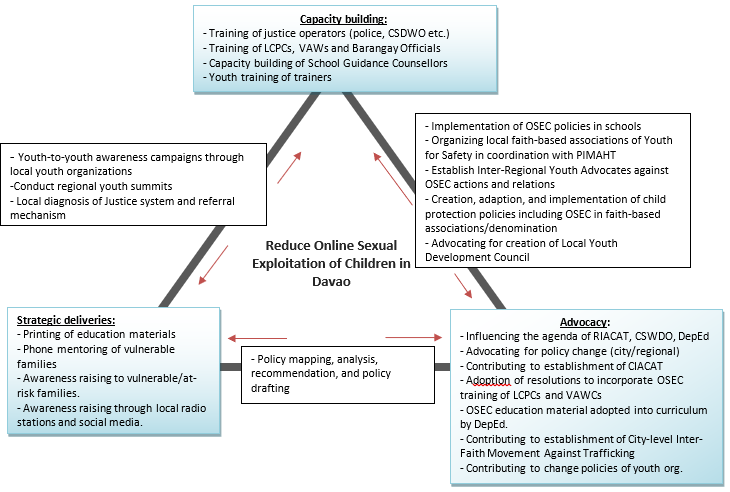 Capacity building:
- Training of justice operators (police, CSDWO etc.)
- Training of LCPCs, VAWs and Barangay Officials
- Capacity building of School Guidance Counsellors
- Youth training of trainers
- Youth-to-youth awareness campaigns through
local youth organizations
-Conduct regional youth summits
- Local diagnosis of Justice system and referral
mechanism
- Implementation of OSEC policies in schools
- Organizing local faith-based associations of Youth
for Safety in coordination with PIMAHT
- Establish Inter-Regional Youth Advocates against
OSEC actions and relations
- Creation, adaption, and implementation of child
protection policies including OSEC in faith-based
associations/denomination
- Advocating for creation of Local Youth
Development Council
Reduce Online Sexual
Exploitation of Children in
Davao
Strategic deliveries:
- Printing of education materials
- Phone mentoring of vulnerable
families
- Awareness raising to vulnerable/at-
risk families.
- Awareness raising through local radio
stations and social media.
- Policy mapping, analysis,
recommendation, and policy
drafting
Advocacy:
- Influencing the agenda of RIACAT, CSWDO, DepEd
- Advocating for policy change (city/regional)
- Contributing to establishment of CIACAT
- Adoption of resolutions to incorporate OSEC
training of LCPCs and VAWCs
- OSEC education material adopted into curriculum
by DepEd.
- Contributing to establishment of City-level Inter-
Faith Movement Against Trafficking
- Contributing to change policies of youth org.